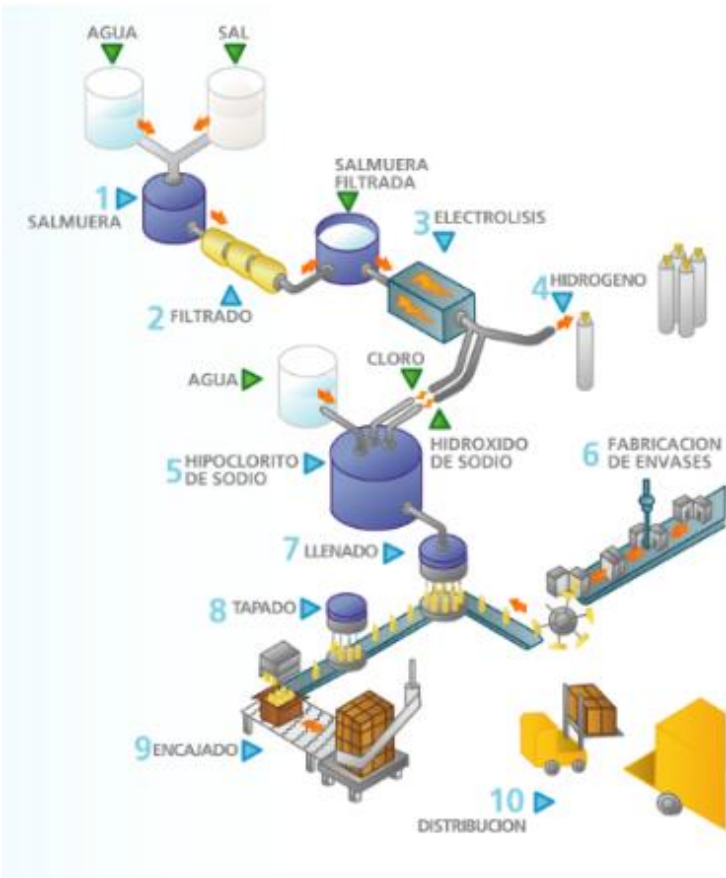 AGUA
SAL
1
SALMUERA
SALMUERA
FILTRADA
2 FILTRADO
3 ELECTROLISIS
4 HIDROGENO
AGUA
CLORO
HIDROXIDO
DE SODIO
5 HIPOCLORITO
DE SODIO
6 FABRICACION
DE ENVASES
7 LLENADO
8 TAPADO
9 ENCAJADO
10
DISTRIBUCION